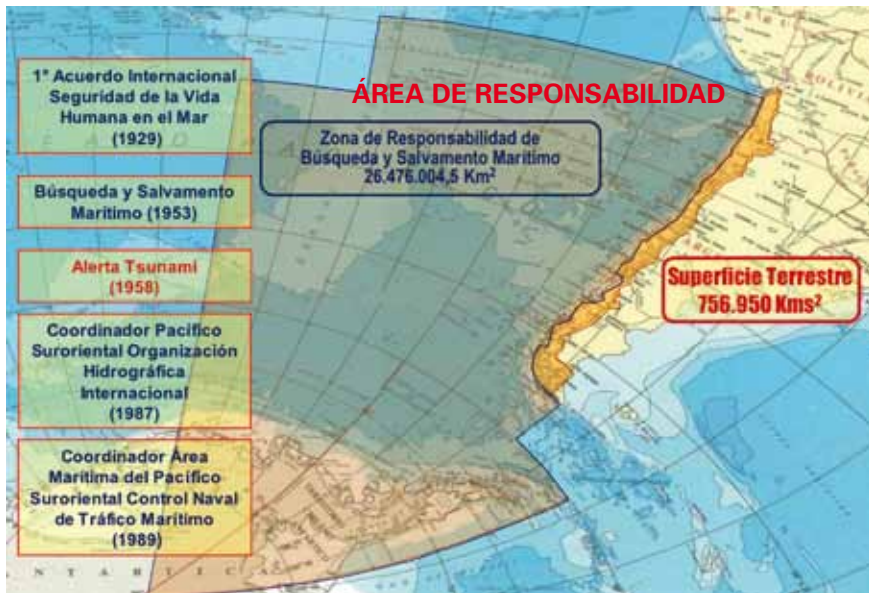 1° Acuerdo Internacional
Seguridad de la Vida
Humana en el Mar
(1929)
Búsqueda y Salvamento
Marítimo (1953)
Alerta Tsunami
(1958)
Coordinador Pacífico
Suroriental Organización
Hidrográfica
Internacional
(1987)
Coordinador Área
Marítima del Pacífico
Suroriental Control Naval
de Tráfico Marítimo
(1989)
ÁREA DE RESPONSABILIDAD
Zona de Responsabilidad de
Búsqueda y Salvamento Marítimo
26.476.004,5 Km²
Superficie Terrestre
756.950 Kms²
PERÚ
BOLIVIA
ANTÁRTICA